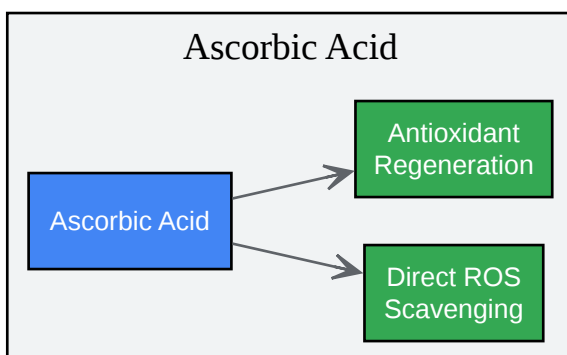 Ascorbic Acid
Antioxidant
Regeneration
Ascorbic Acid
Direct ROS
Scavenging